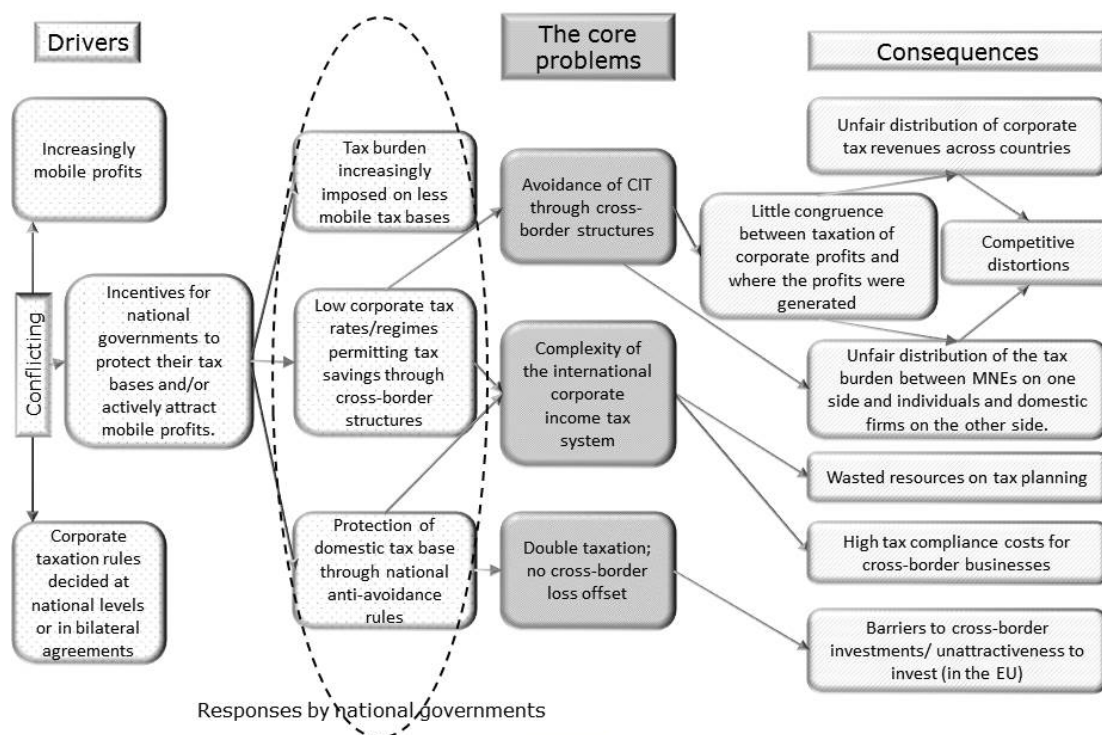 Drivers
The core
problems
Consequences
Increasingly
mobile profits
Conflicting
Incentives for
national
governments to
protect their tax
bases and/or
actively attract
mobile profits.
Corporate
taxation rules
decided at
national levels
or in bilateral
agreements
Tax burden
increasingly
imposed on less
mobile tax bases
Low corporate tax
rates/regimes
permitting tax
savings through
cross-border
structures
Protection of
domestic tax base
through national
anti-avoidance
rules
Responses by national governments
Avoidance of CIT
through cross-
border structures
Complexity of
the international
corporate
income tax
system
Double taxation;
no cross-border
loss offset
Unfair distribution of corporate
tax revenues across countries
Little congruence
between taxation of
corporate profits and
where the profits were
generated
Competitive
distortions
Unfair distribution of the tax
burden between MNEs on one
side and individuals and domestic
firms on the other side.
Wasted resources on tax planning
High tax compliance costs for
cross-border businesses
Barriers to cross-border
investments/ unattractiveness to
invest (in the EU)